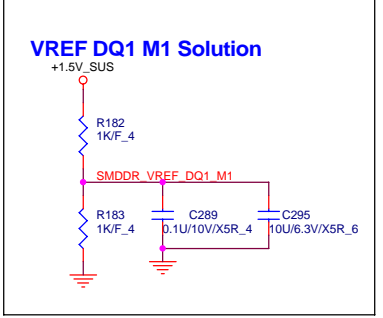 VREF DQ1 M1 Solution
+1.5V_SUS
R182
1K/F_4
SMDDR_VREF_DQ1_M1
R183
1K/F_4
C289
0.1U/10V/X5R_4
C295
10U/6.3V/X5R_6